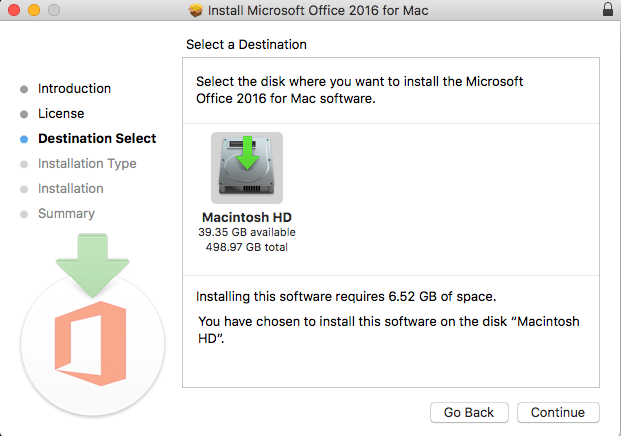 Install Microsoft Office 2016 for Mac
Select a Destination
Introduction
License
Destination Select
Installation Type
Installation
Summary
Select the disk where you want to install the Microsoft
Office 2016 for Mac software.
Macintosh HD
39.35 GB available
498.97 GB total
Installing this software requires 6.52 GB of space.
You have chosen to install this software on the disk “Macintosh
HD”.
Go Back
Continue